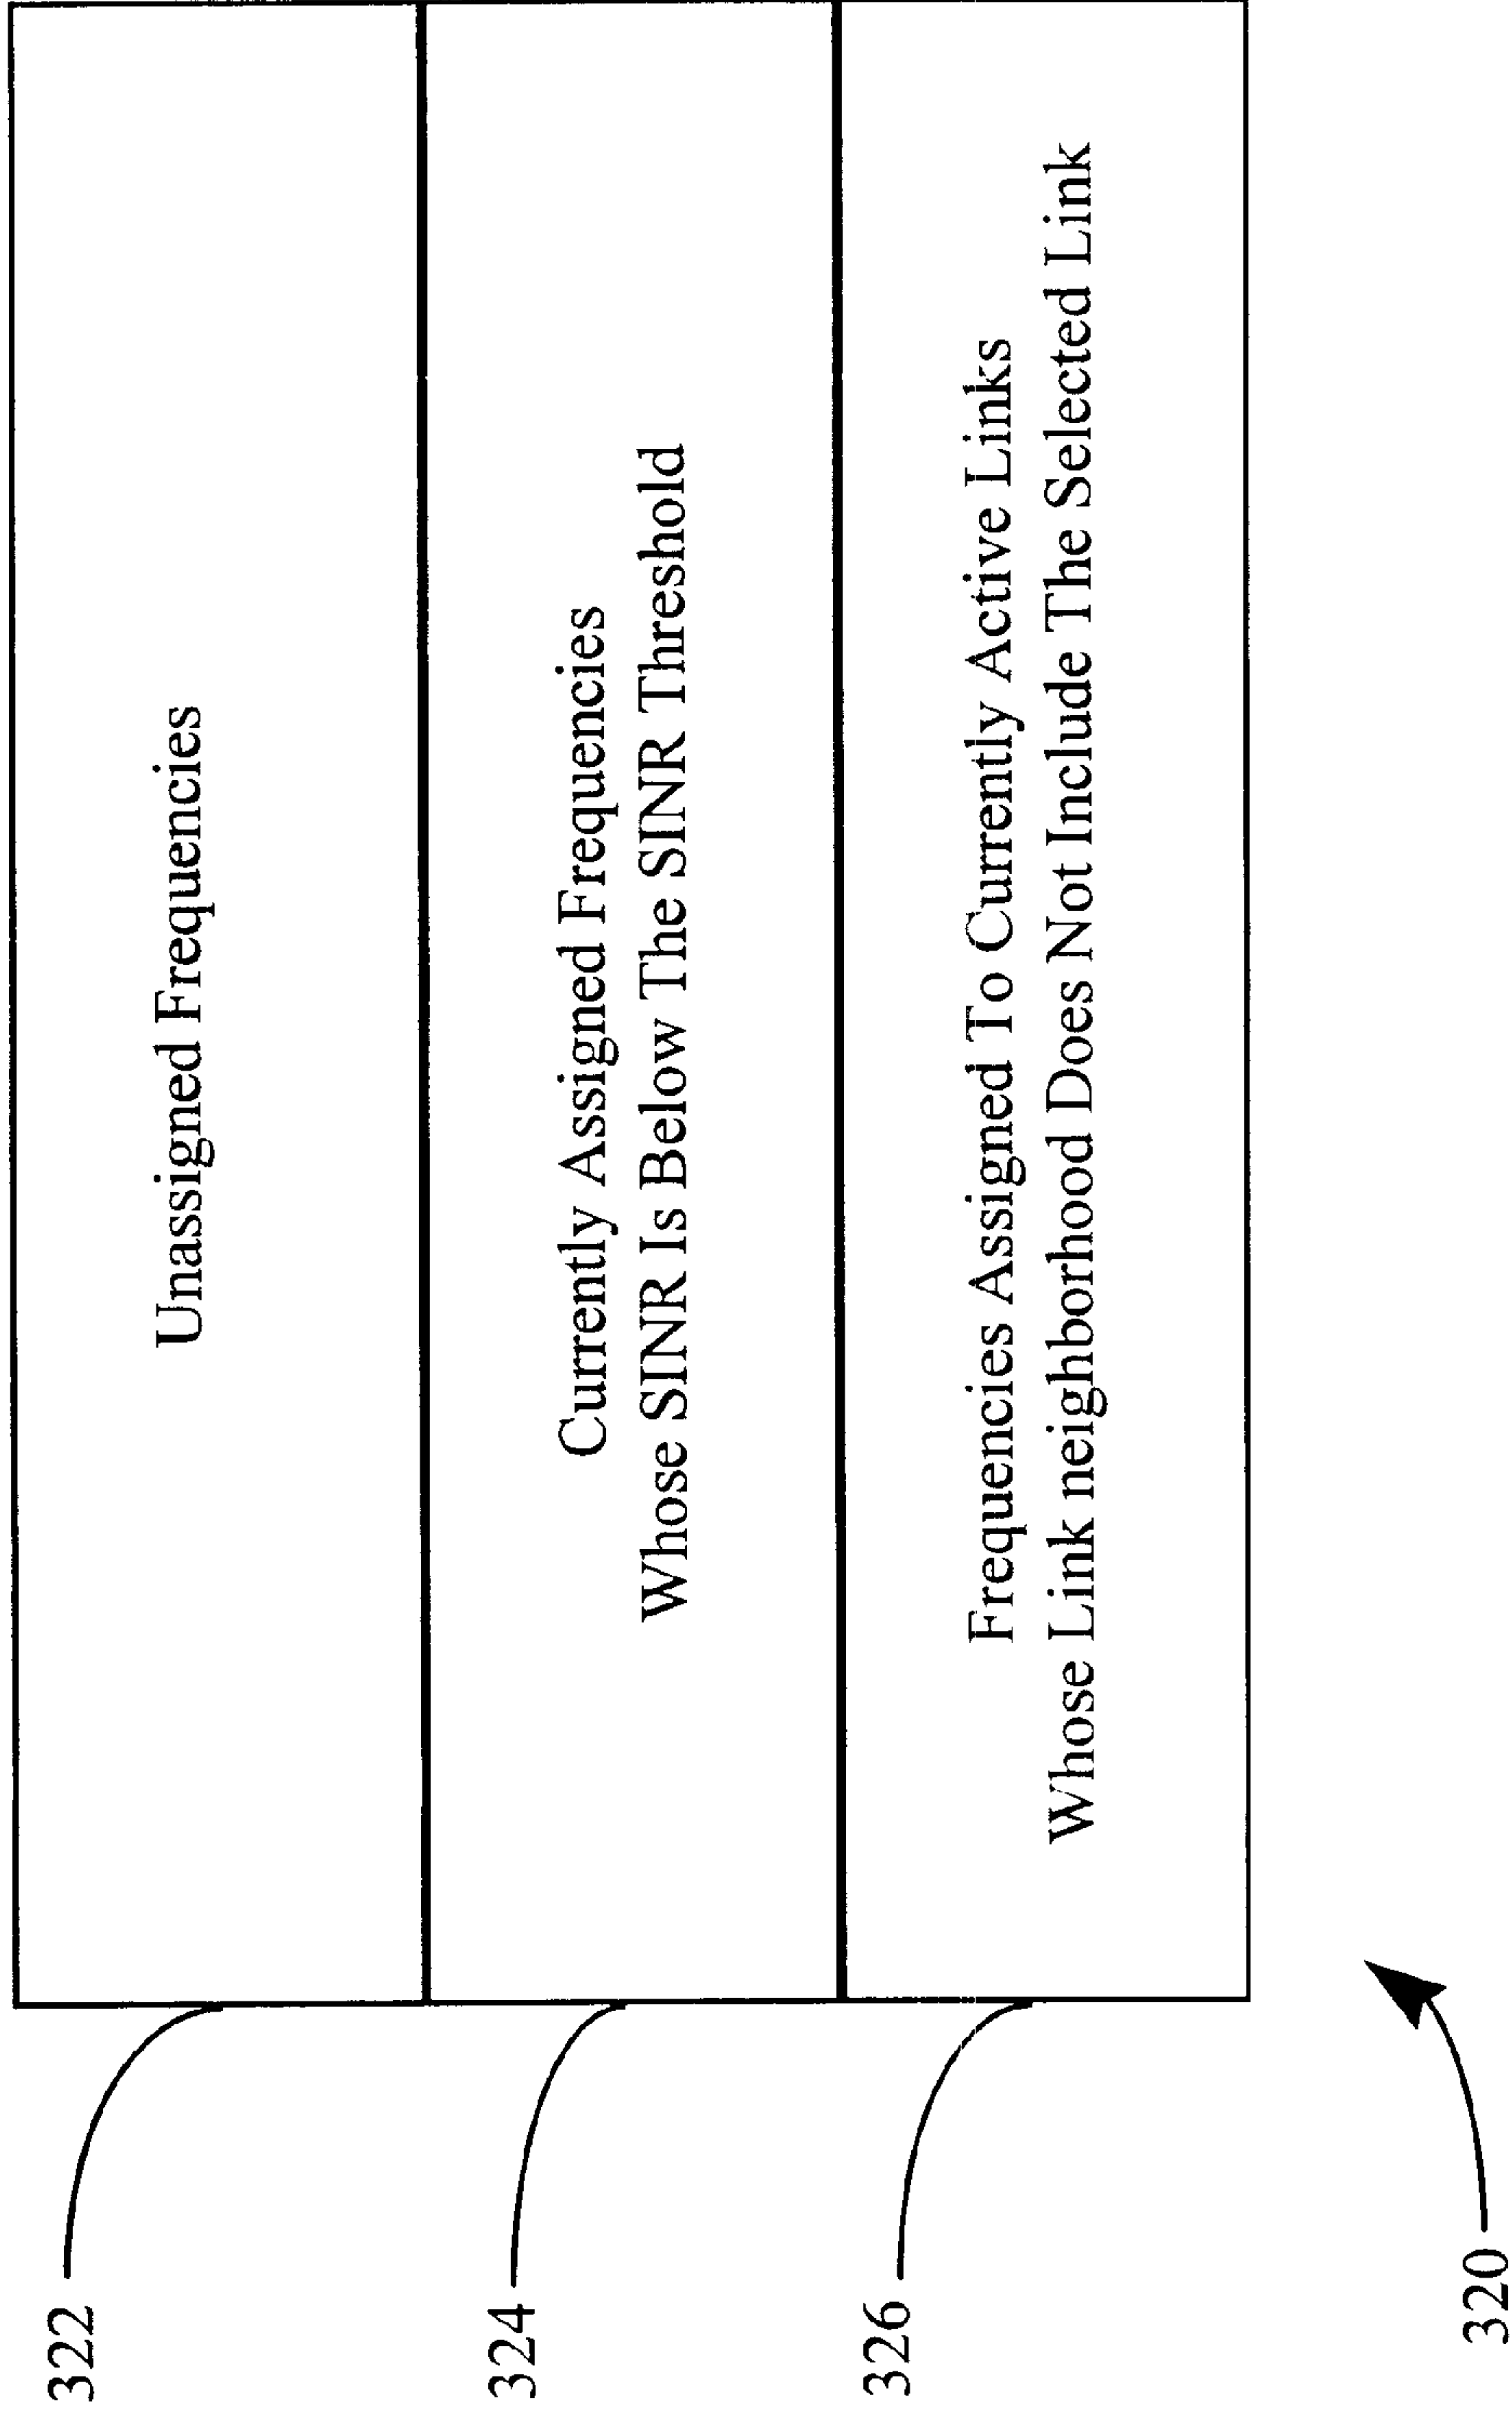 322
Unassigned Frequencies
324
Currently Assigned Frequencies
Whose SINR Is Below The SINR Threshold
326
Frequencies Assigned To Currently Active Links
Whose Link neighborhood Does Not Include The Selected Link
320